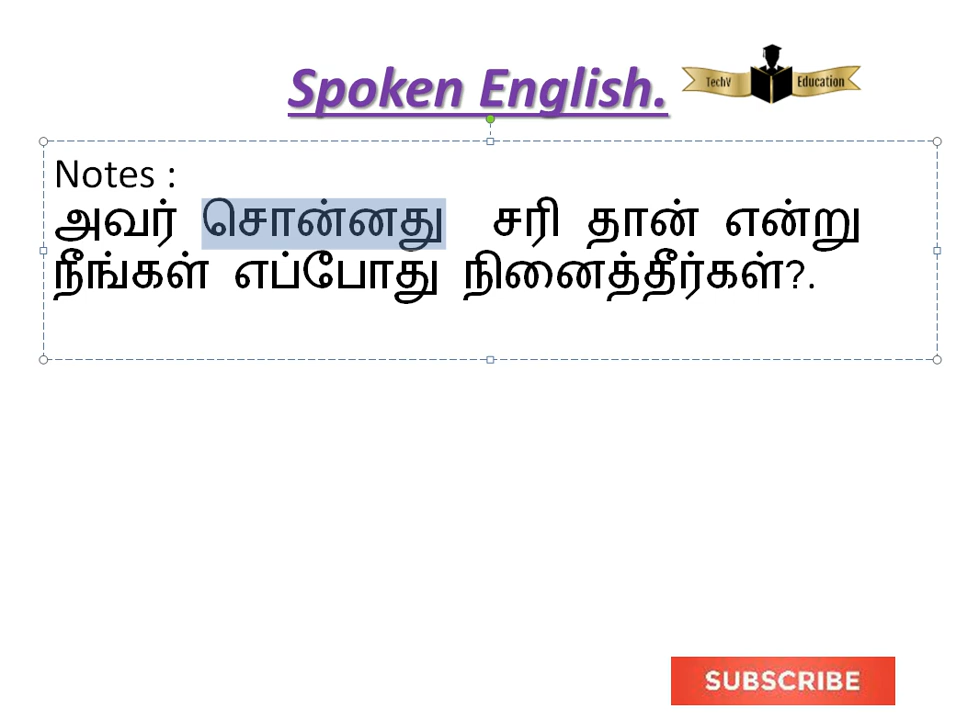 Spoken English.
TechV Education
Notes :
அவர் சொன்னது சரி தான் என்று
நீங்கள் எப்போது நினைத்தீர்கள்?.
SUBSCRIBE